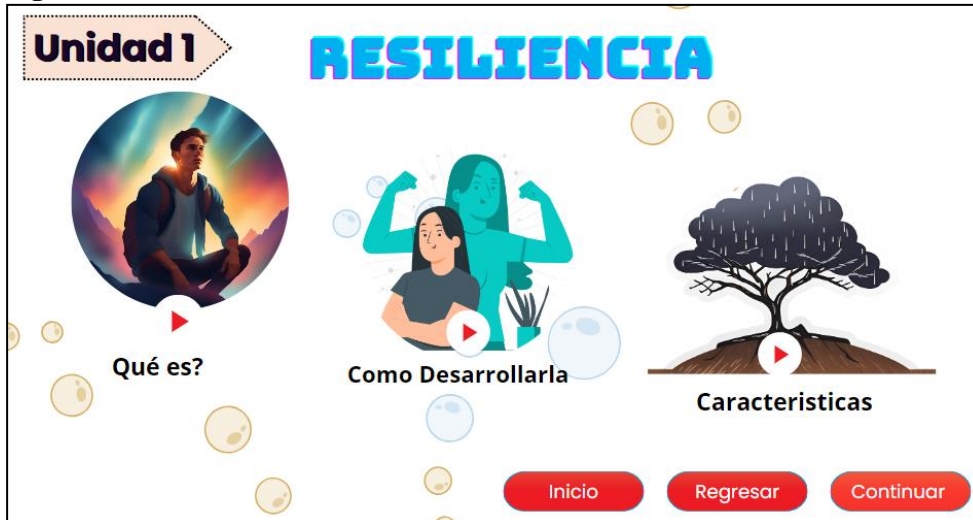 Unidad 1
RESILIENCIA
Qué es?
Como Desarrollarla
Caracteristicas
Inicio
Regresar
Continuar